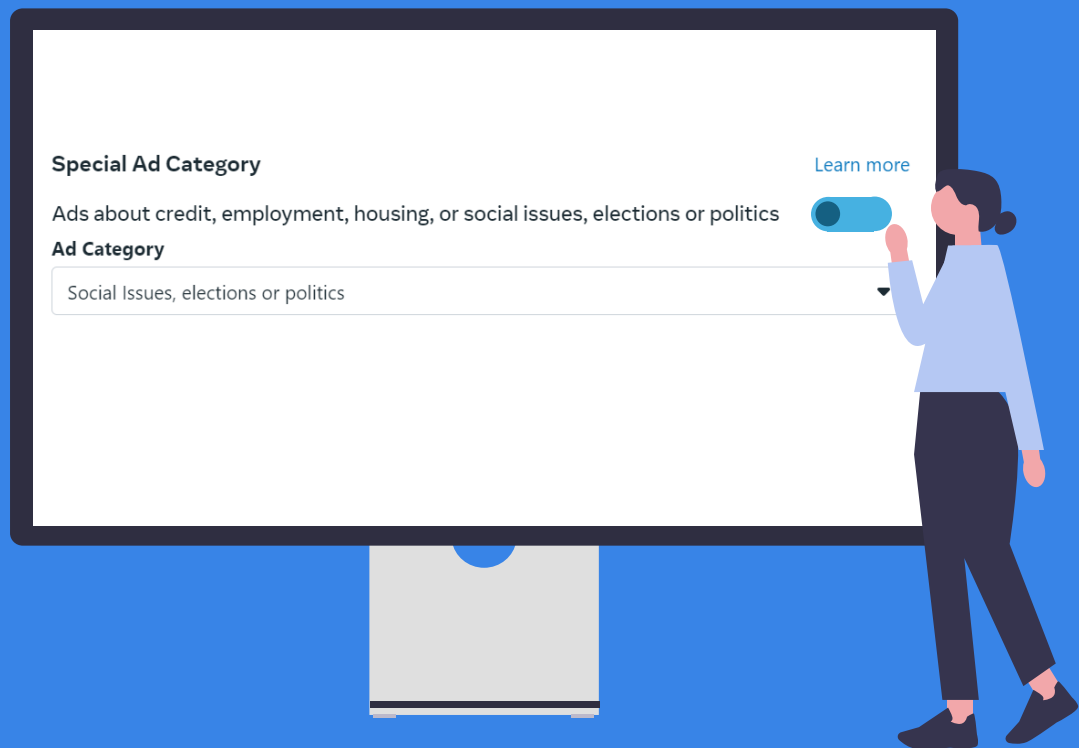 Special Ad Category
Learn more
Ads about credit, employment, housing, or social issues, elections or politics
Ad Category
Social Issues, elections or politics